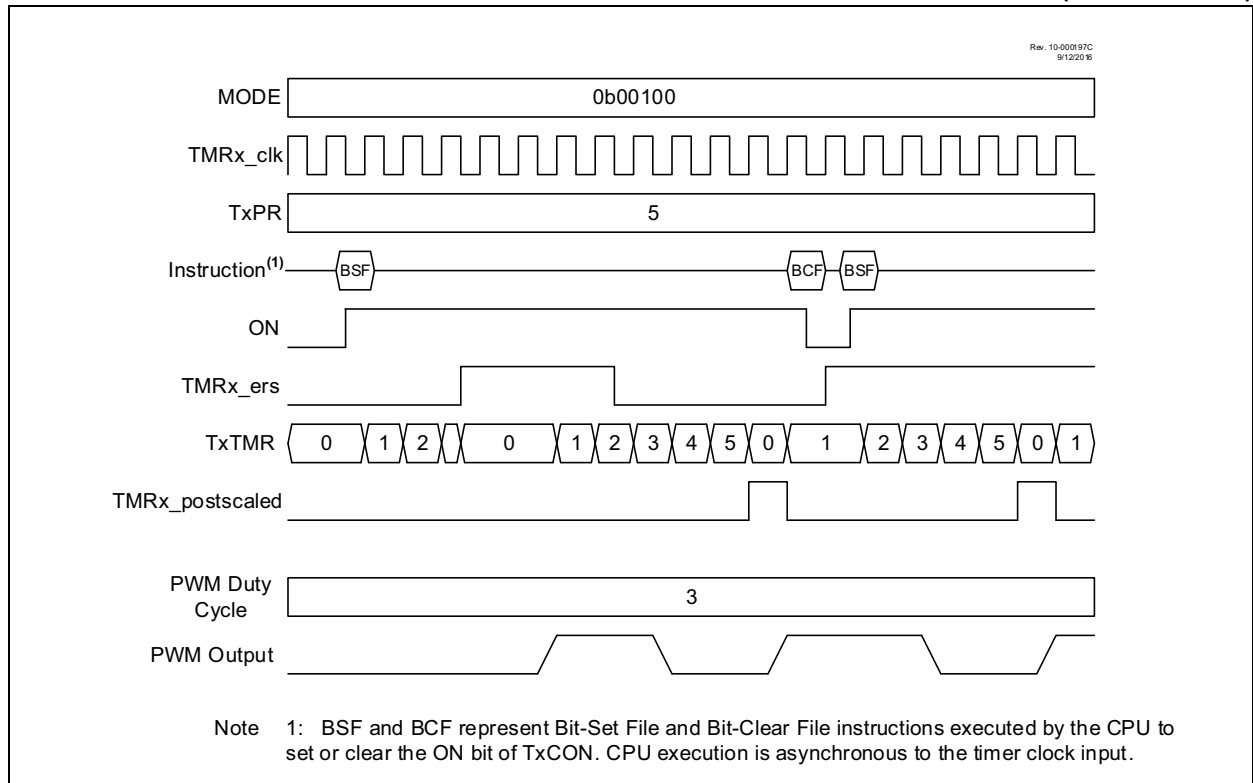 Rev. 10-000197C
9/12/2016
MODE 0b00100
TMRx_clk
TxPR 5
Instruction(1) BSF BCF BSF
ON
TMRx_ers
TxTMR 0 1 2 0 1 2 3 4 5 0 1 2 3 4 5 0 1
TMRx_postscaled
PWM Duty
Cycle 3
PWM Output
Note 1: BSF and BCF represent Bit-Set File and Bit-Clear File instructions executed by the CPU to
set or clear the ON bit of TxCON. CPU execution is asynchronous to the timer clock input.